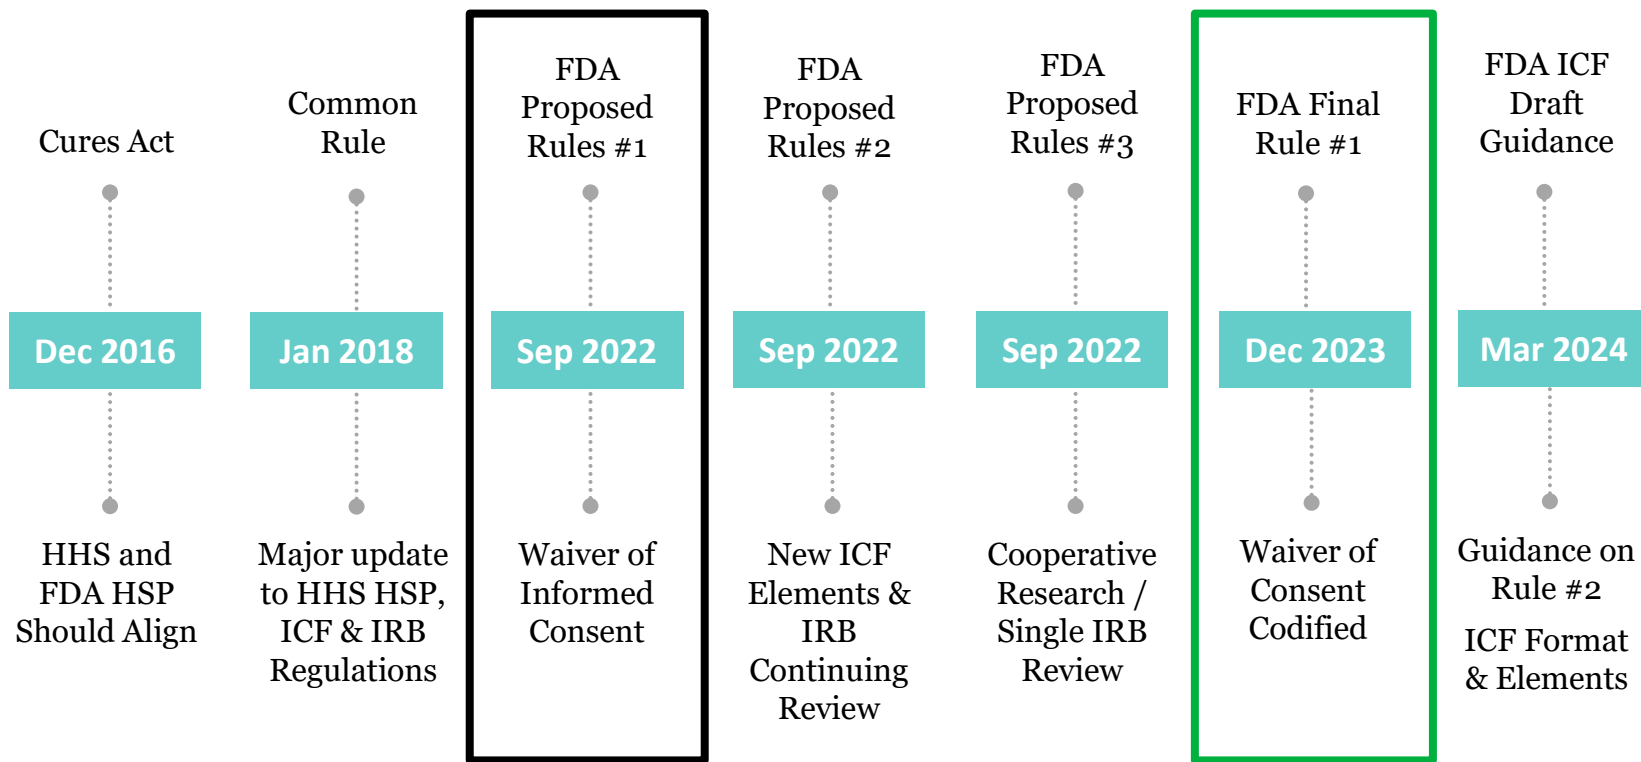 Cures Act
Dec 2016
HHS and
FDA HSP
Should Align
Common
Rule
Jan 2018
Major update
to HHS HSP,
ICF & IRB
Regulations
FDA
Proposed
Rules #1
Sep 2022
Waiver of
Informed
Consent
FDA
Proposed
Rules #2
Sep 2022
New ICF
Elements &
IRB
Continuing
Review
FDA
Proposed
Rules #3
Sep 2022
Cooperative
Research /
Single IRB
Review
FDA Final
Rule #1
Dec 2023
Waiver of
Consent
Codified
FDA ICF
Draft
Guidance
Mar 2024
Guidance on
Rule #2
ICF Format
& Elements